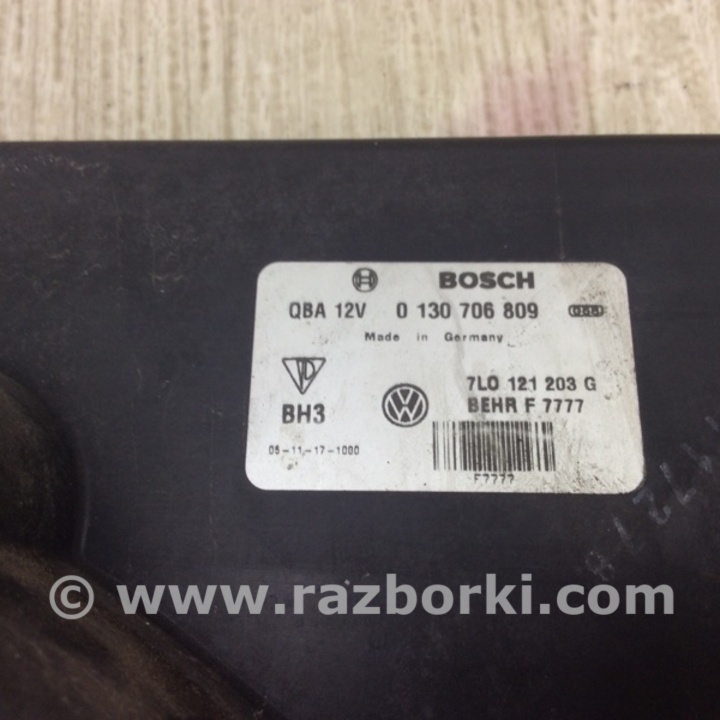 BOSCH
QBA 12V 0 130 706 809
Made in Germany
7L0 121 203 G
BH3 BEHR F 7777
05-11-17-1000
F7777
© www.razborki.com